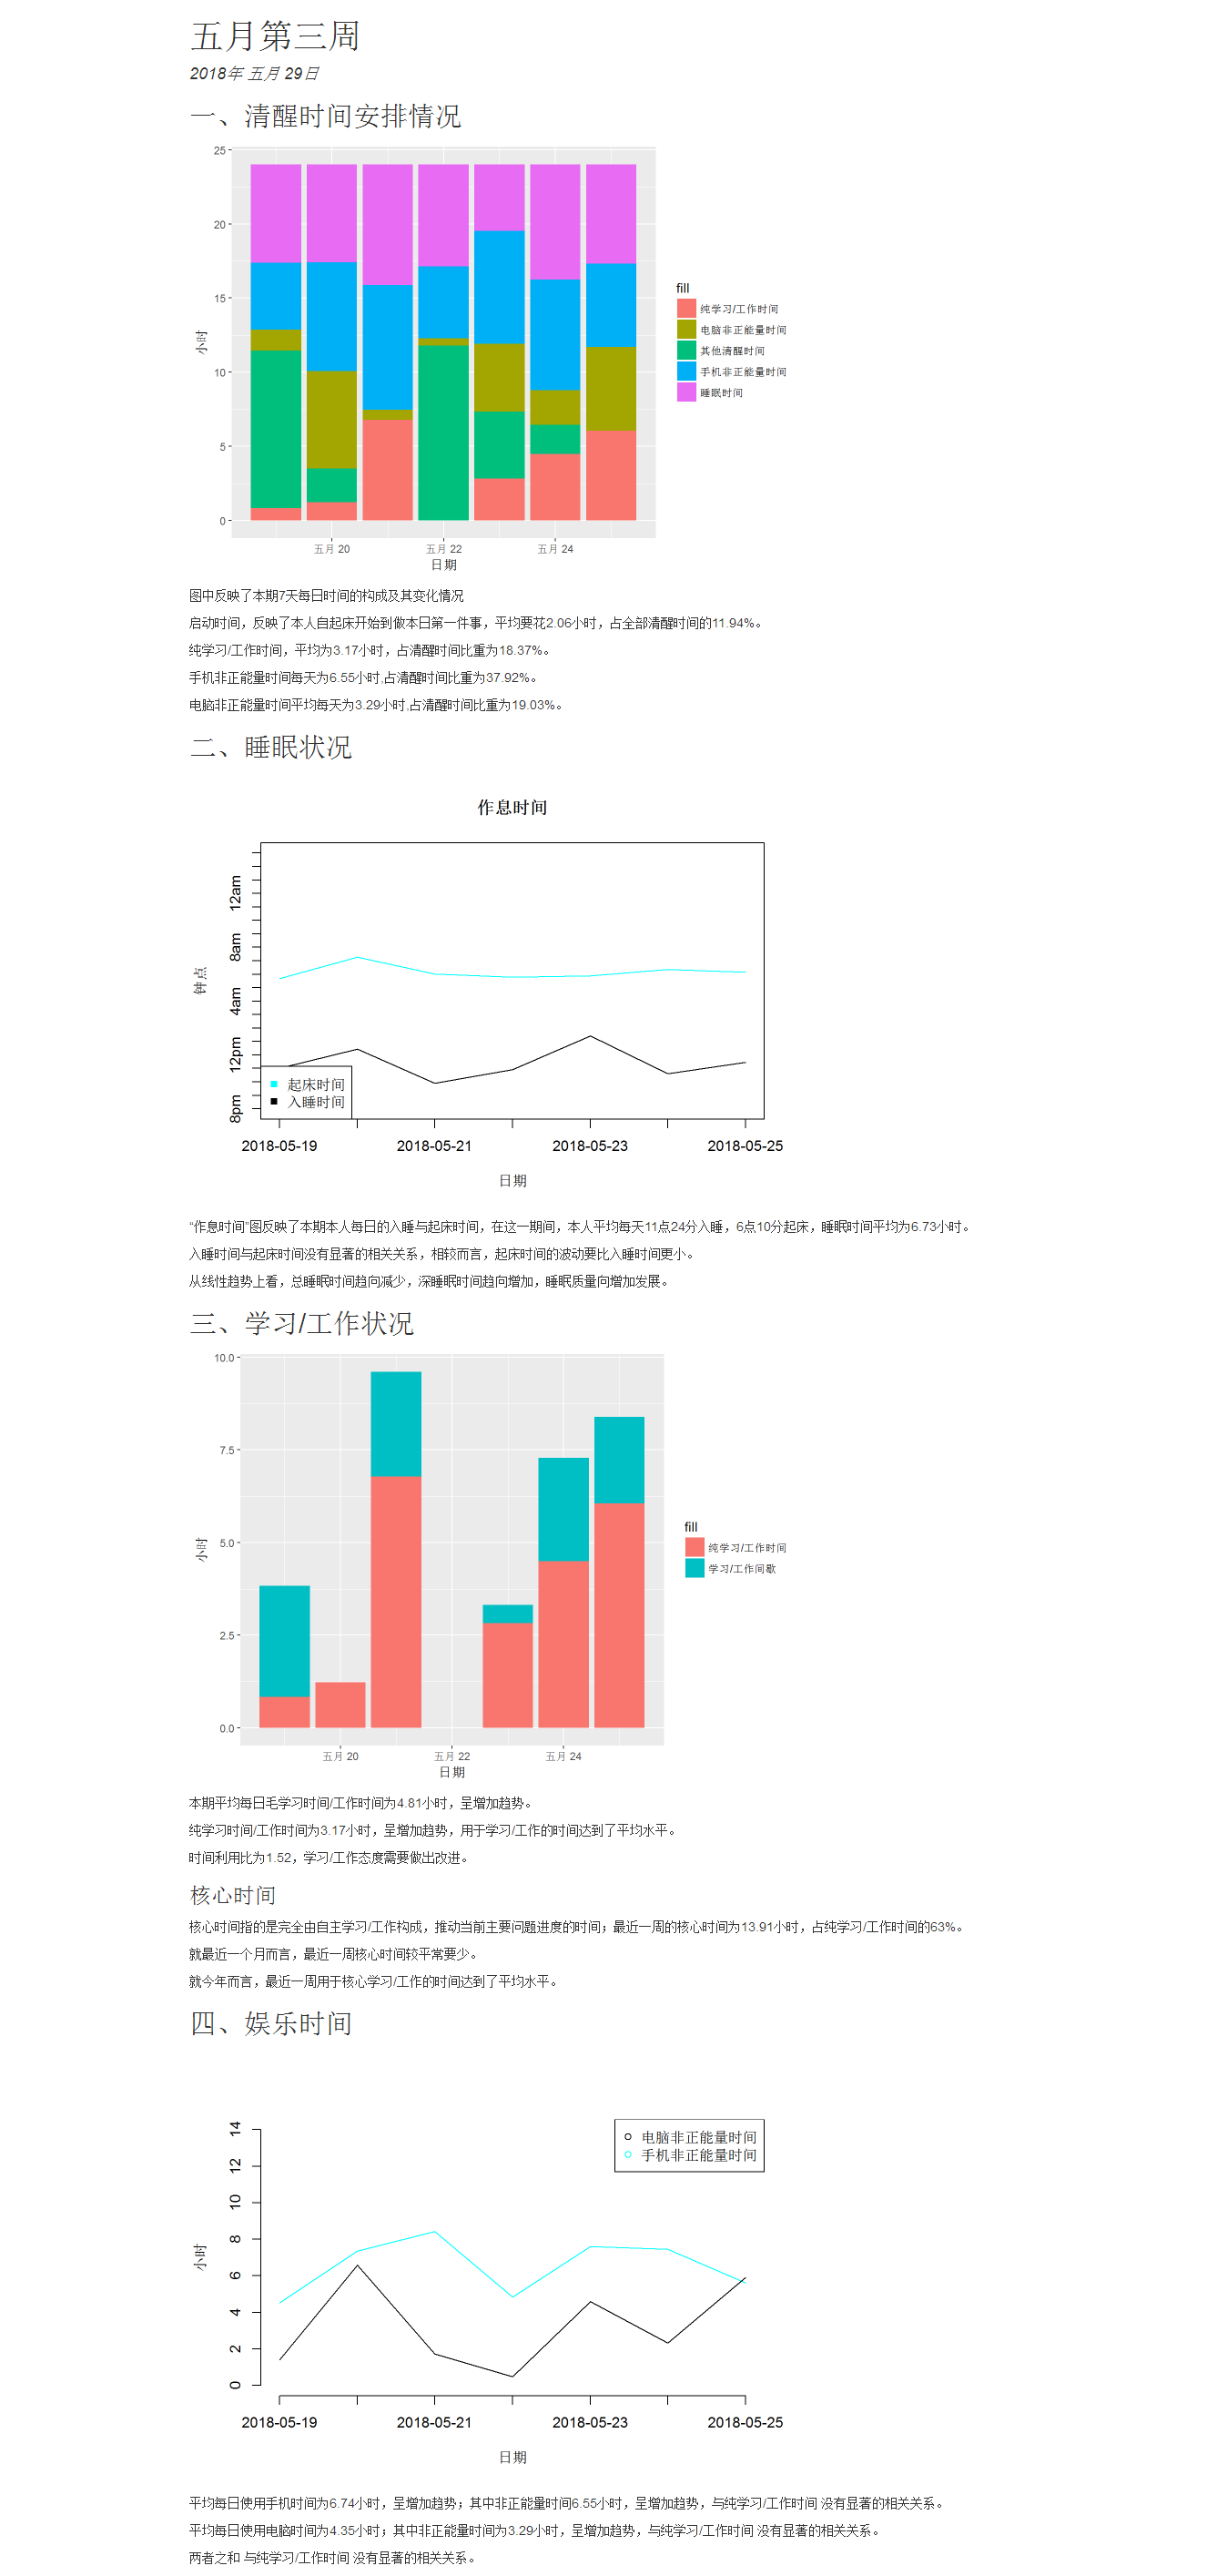 五月第三周
2018年 五月 29日
一、清醒时间安排情况
25
20
15
10
5
0
小时
五月 20
五月 22
五月 24
日期
fill
纯学习/工作时间
电脑非正能量时间
其他清醒时间
手机非正能量时间
睡眠时间
图中反映了本期7天每日时间的构成及其变化情况
启动时间，反映了本人自起床开始到做本日第一件事，平均要花2.06小时，占全部清醒时间的11.94%。
纯学习/工作时间，平均为3.17小时，占清醒时间比重为18.37%。
手机非正能量时间每天为6.55小时,占清醒时间比重为37.92%。
电脑非正能量时间平均每天为3.29小时,占清醒时间比重为19.03%。
二、睡眠状况
作息时间
12am
8am
4am
12pm
8pm
钟点
起床时间
入睡时间
2018-05-19
2018-05-21
2018-05-23
2018-05-25
日期
“作息时间”图反映了本期本人每日的入睡与起床时间，在这一期间，本人平均每天11点24分入睡，6点10分起床，睡眠时间平均为6.73小时。
入睡时间与起床时间没有显著的相关关系，相较而言，起床时间的波动要比入睡时间更小。
从线性趋势上看，总睡眠时间趋向减少，深睡眠时间趋向增加，睡眠质量向增加发展。
三、学习/工作状况
10.0
7.5
5.0
2.5
0.0
小时
五月 20
五月 22
五月 24
日期
fill
纯学习/工作时间
学习/工作间歇
本期平均每日毛学习时间/工作时间为4.81小时，呈增加趋势。
纯学习时间/工作时间为3.17小时，呈增加趋势，用于学习/工作的时间达到了平均水平。
时间利用比为1.52，学习/工作态度需要做出改进。
核心时间
核心时间指的是完全由自主学习/工作构成，推动当前主要问题进度的时间；最近一周的核心时间为13.91小时，占纯学习/工作时间的63%。
就最近一个月而言，最近一周核心时间较平常要少。
就今年而言，最近一周用于核心学习/工作的时间达到了平均水平。
四、娱乐时间
14
12
10
8
6
4
2
0
小时
电脑非正能量时间
手机非正能量时间
2018-05-19
2018-05-21
2018-05-23
2018-05-25
日期
平均每日使用手机时间为6.74小时，呈增加趋势；其中非正能量时间6.55小时，呈增加趋势，与纯学习/工作时间 没有显著的相关关系。
平均每日使用电脑时间为4.35小时；其中非正能量时间为3.29小时，呈增加趋势，与纯学习/工作时间 没有显著的相关关系。
两者之和 与纯学习/工作时间 没有显著的相关关系。